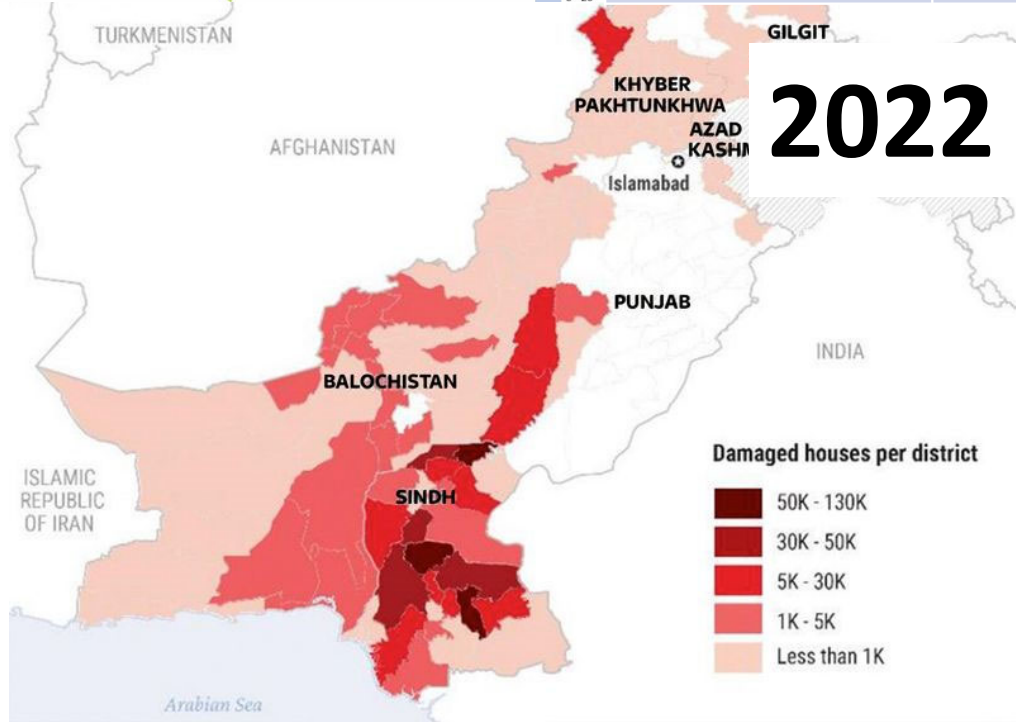 TURKMENISTAN
GILGIT
2022
KHYBER
PAKHTUNKHWA
AZAD
KASHM
AFGHANISTAN
Islamabad
PUNJAB
INDIA
BALOCHISTAN
ISLAMIC
REPUBLIC
OF IRAN
SINDH
Damaged houses per district
50K - 130K
30K - 50K
5K - 30K
1K - 5K
Less than 1K
Arabian Sea